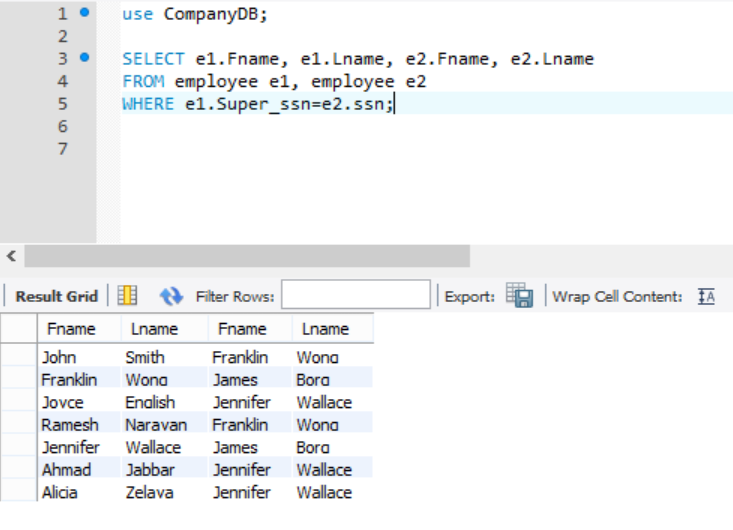 1 use CompanyDB;
2
3 SELECT e1.Fname, e1.Lname, e2.Fname, e2.Lname
4 FROM employee e1, employee e2
5 WHERE e1.Super_ssn=e2.ssn;
6
7
Result Grid Filter Rows: Export: Wrap Cell Content: IA
Fname Lname Fname Lname
John Smith Franklin Wong
Franklin Wong James Borg
Joyce English Jennifer Wallace
Ramesh Narayan Franklin Wong
Jennifer Wallace James Borg
Ahmad Jabbar Jennifer Wallace
Alicia Zelaya Jennifer Wallace